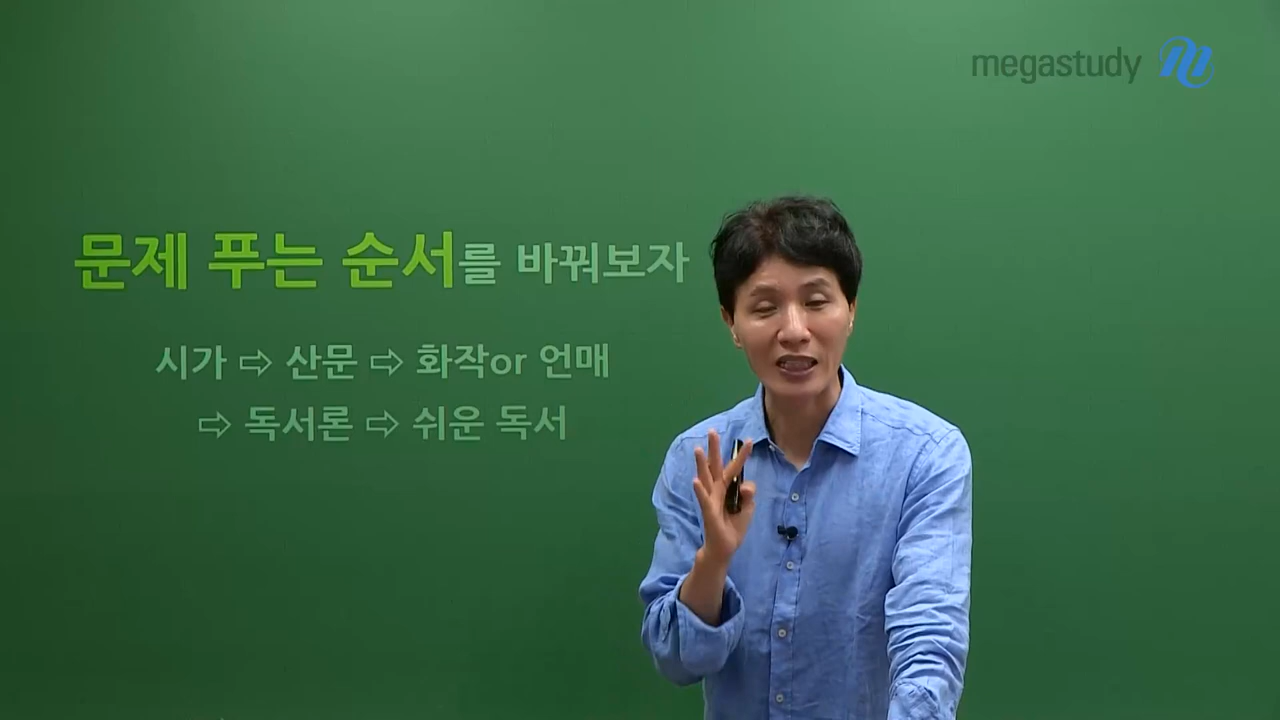 megastudy
문제 푸는 순서를 바꿔보자
시가 ⇨ 산문 ⇨ 화작or 언매
⇨ 독서론 ⇨ 쉬운 독서